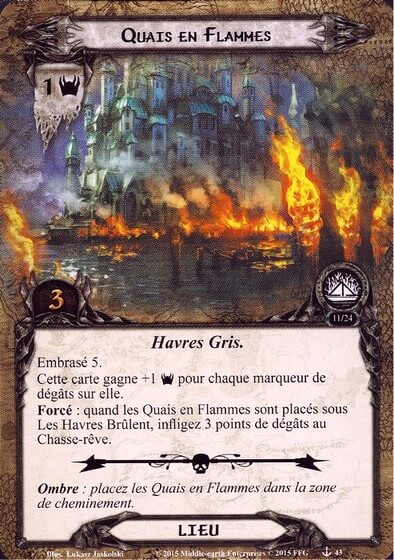 Quais en Flammes
1
3
11/24
Havres Gris.
Embrasé 5.
Cette carte gagne +1 pour chaque marqueur de
dégâts sur elle.
Forcé : quand les Quais en Flammes sont placés sous
Les Havres Brûlent, infligez 3 points de dégâts au
Chasse-rêve.
Ombre : placez les Quais en Flammes dans la zone
de cheminement.
LIEU
Illus. Lukasz Jaskolski © 2015 Middle-earth Enterprises © 2015 FFG 45